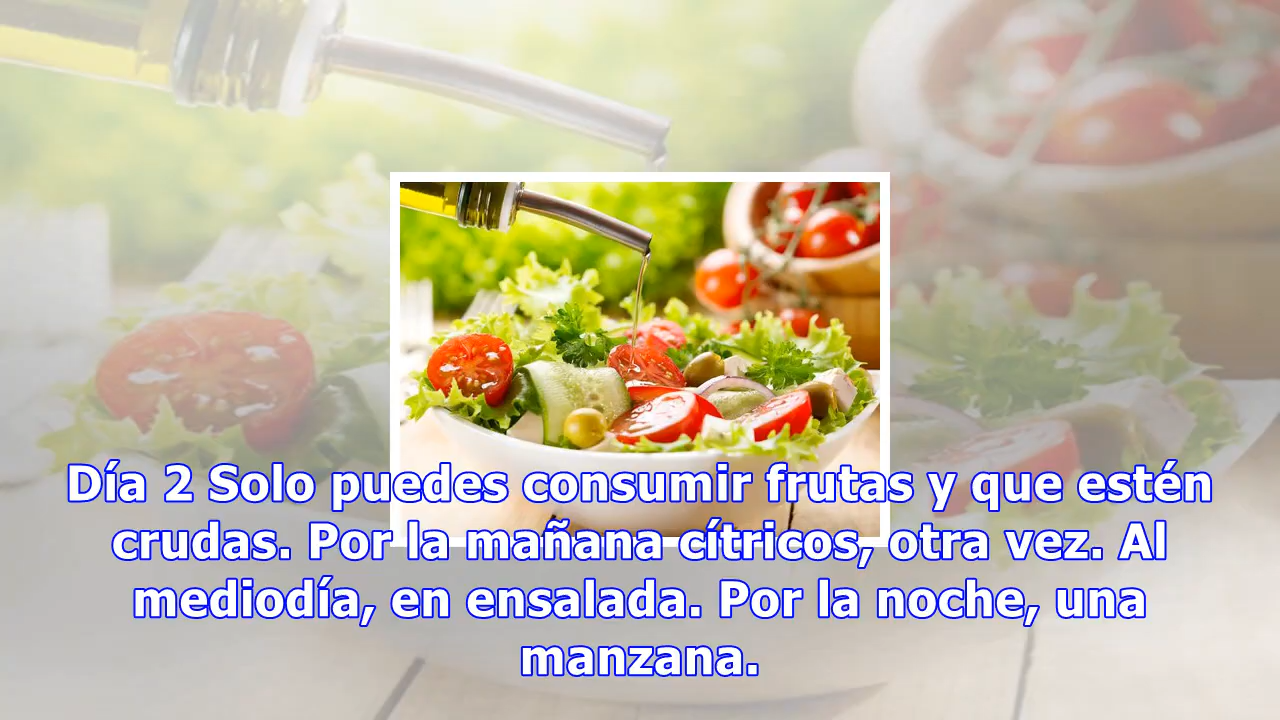 Día 2 Solo puedes consumir frutas y que estén
crudas. Por la mañana cítricos, otra vez. Al
mediodía, en ensalada. Por la noche, una
manzana.